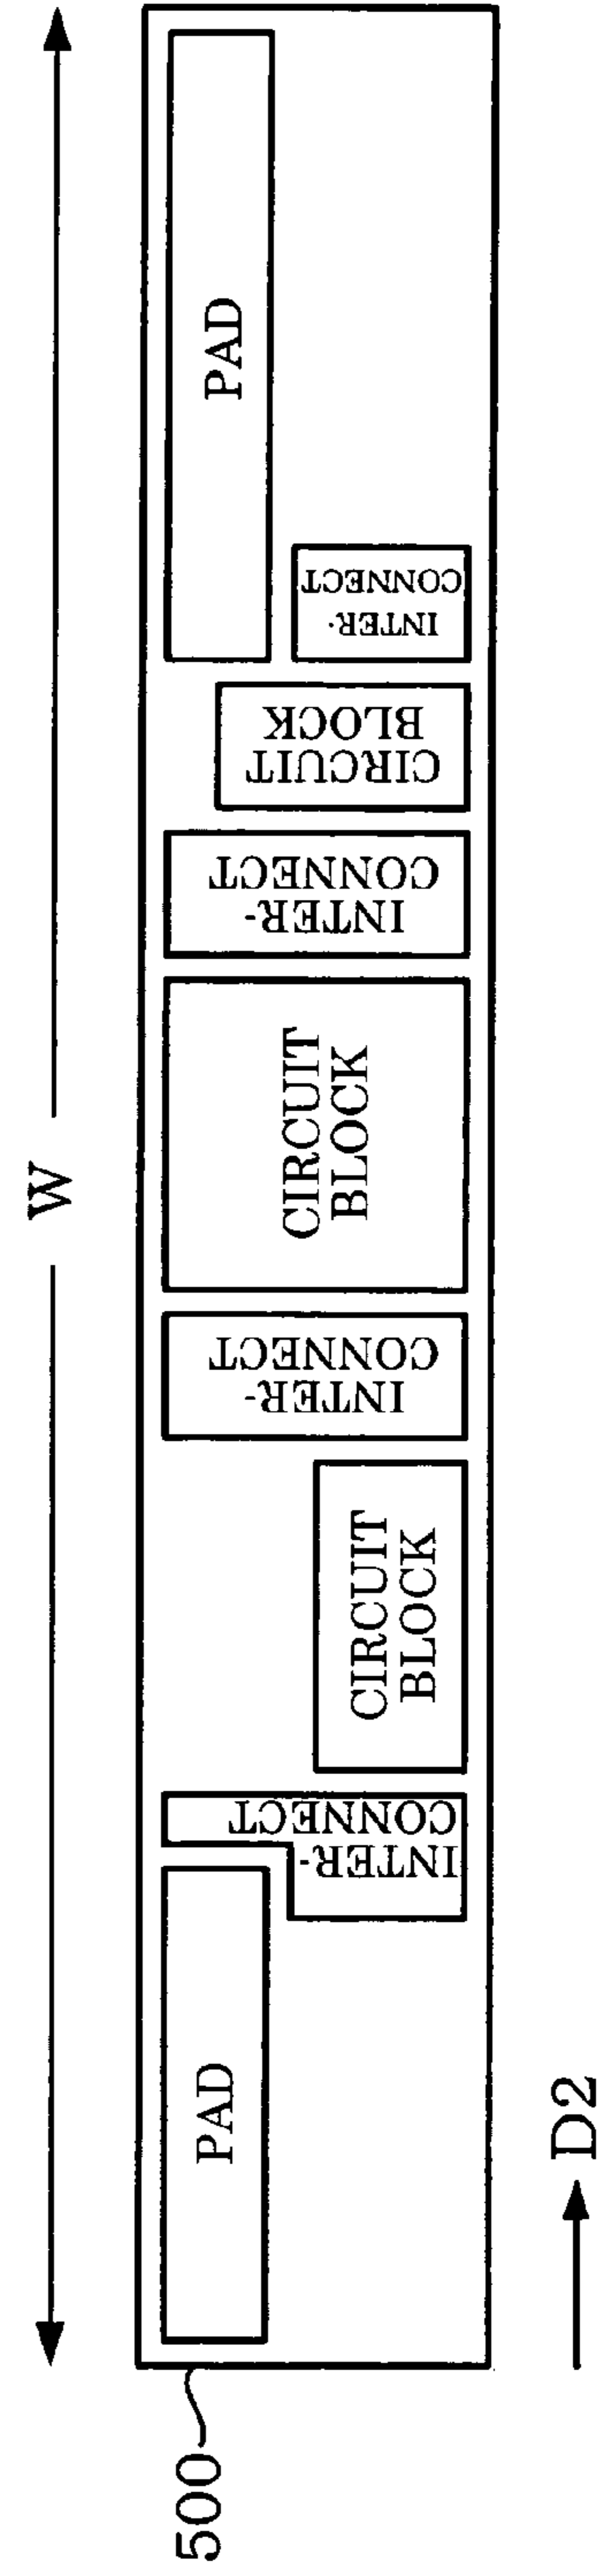 W
PAD
INTER-
CONNECT
CIRCUIT
BLOCK
INTER-
CONNECT
CIRCUIT
BLOCK
INTER-
CONNECT
CIRCUIT
BLOCK
INTER-
CONNECT
PAD
500
D2